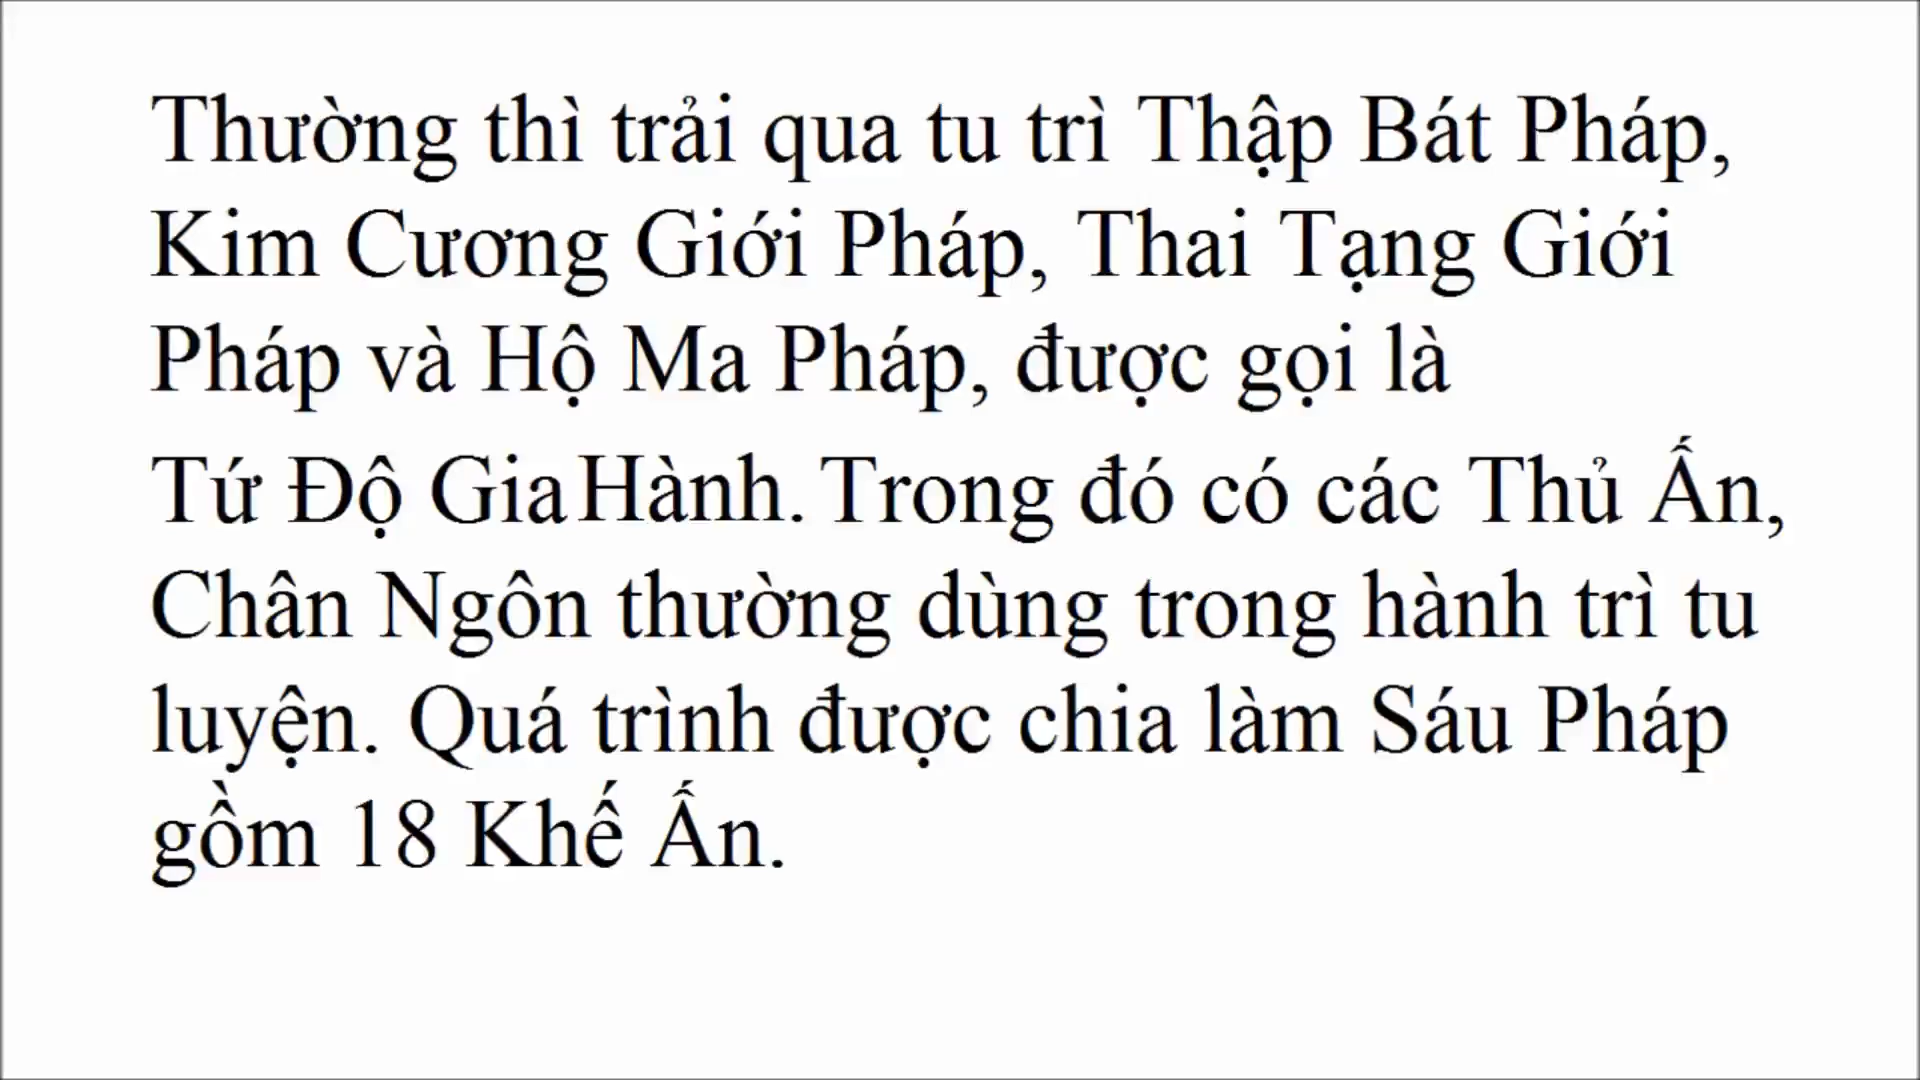 Thường thì trải qua tu trì Thập Bát Pháp,
Kim Cương Giới Pháp, Thai Tạng Giới
Pháp và Hộ Ma Pháp, được gọi là
Tứ Độ Gia Hành. Trong đó có các Thủ Ấn,
Chân Ngôn thường dùng trong hành trì tu
luyện. Quá trình được chia làm Sáu Pháp
gồm 18 Khế Ấn.